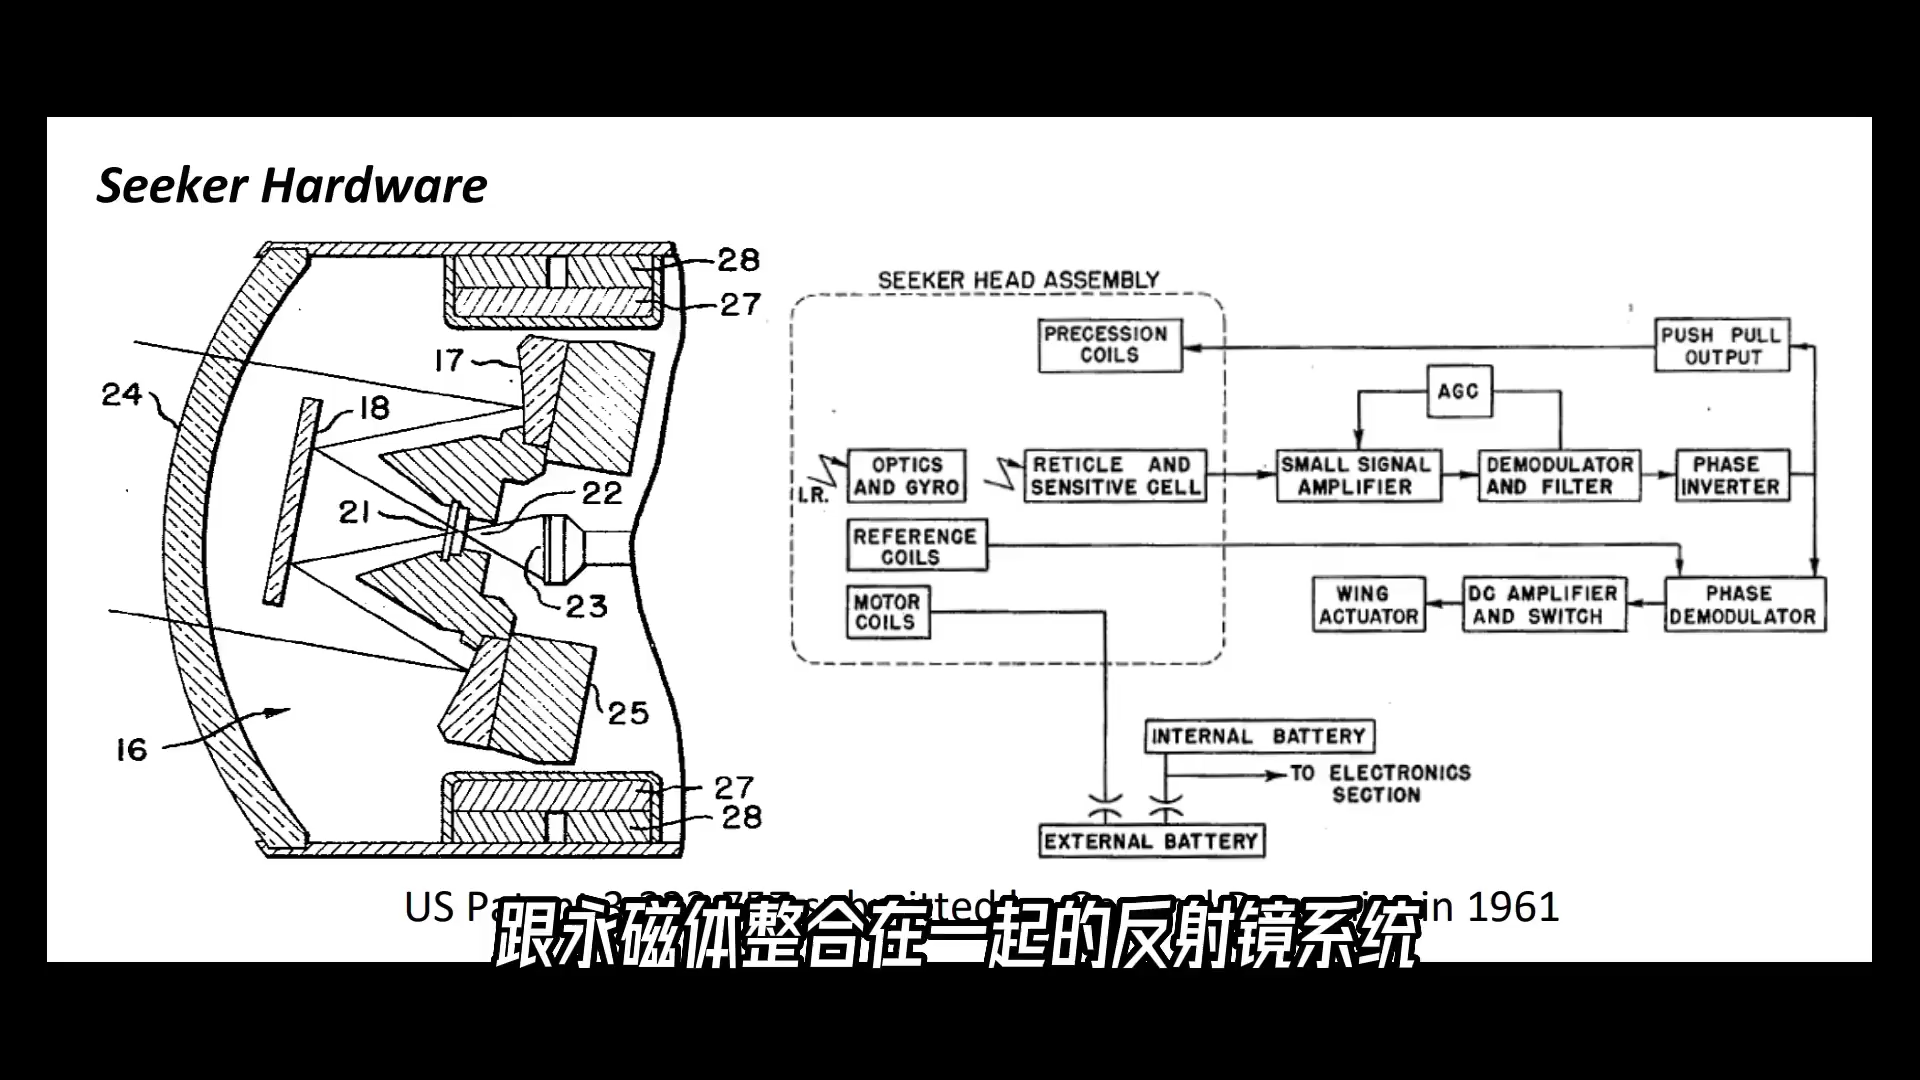 Seeker Hardware
28
27
17
24
18
22
21
23
25
16
27
28
SEEKER HEAD ASSEMBLY
PRECESSION
COILS
PUSH PULL
OUTPUT
AGC
I.R.
OPTICS
AND GYRO
RETICLE AND
SENSITIVE CELL
SMALL SIGNAL
AMPLIFIER
DEMODULATOR
AND FILTER
PHASE
INVERTER
REFERENCE
COILS
MOTOR
COILS
WING
ACTUATOR
DC AMPLIFIER
AND SWITCH
PHASE
DEMODULATOR
INTERNAL BATTERY
TO ELECTRONICS
SECTION
EXTERNAL BATTERY
US in 1961
跟永磁体整合在一起的反射镜系统